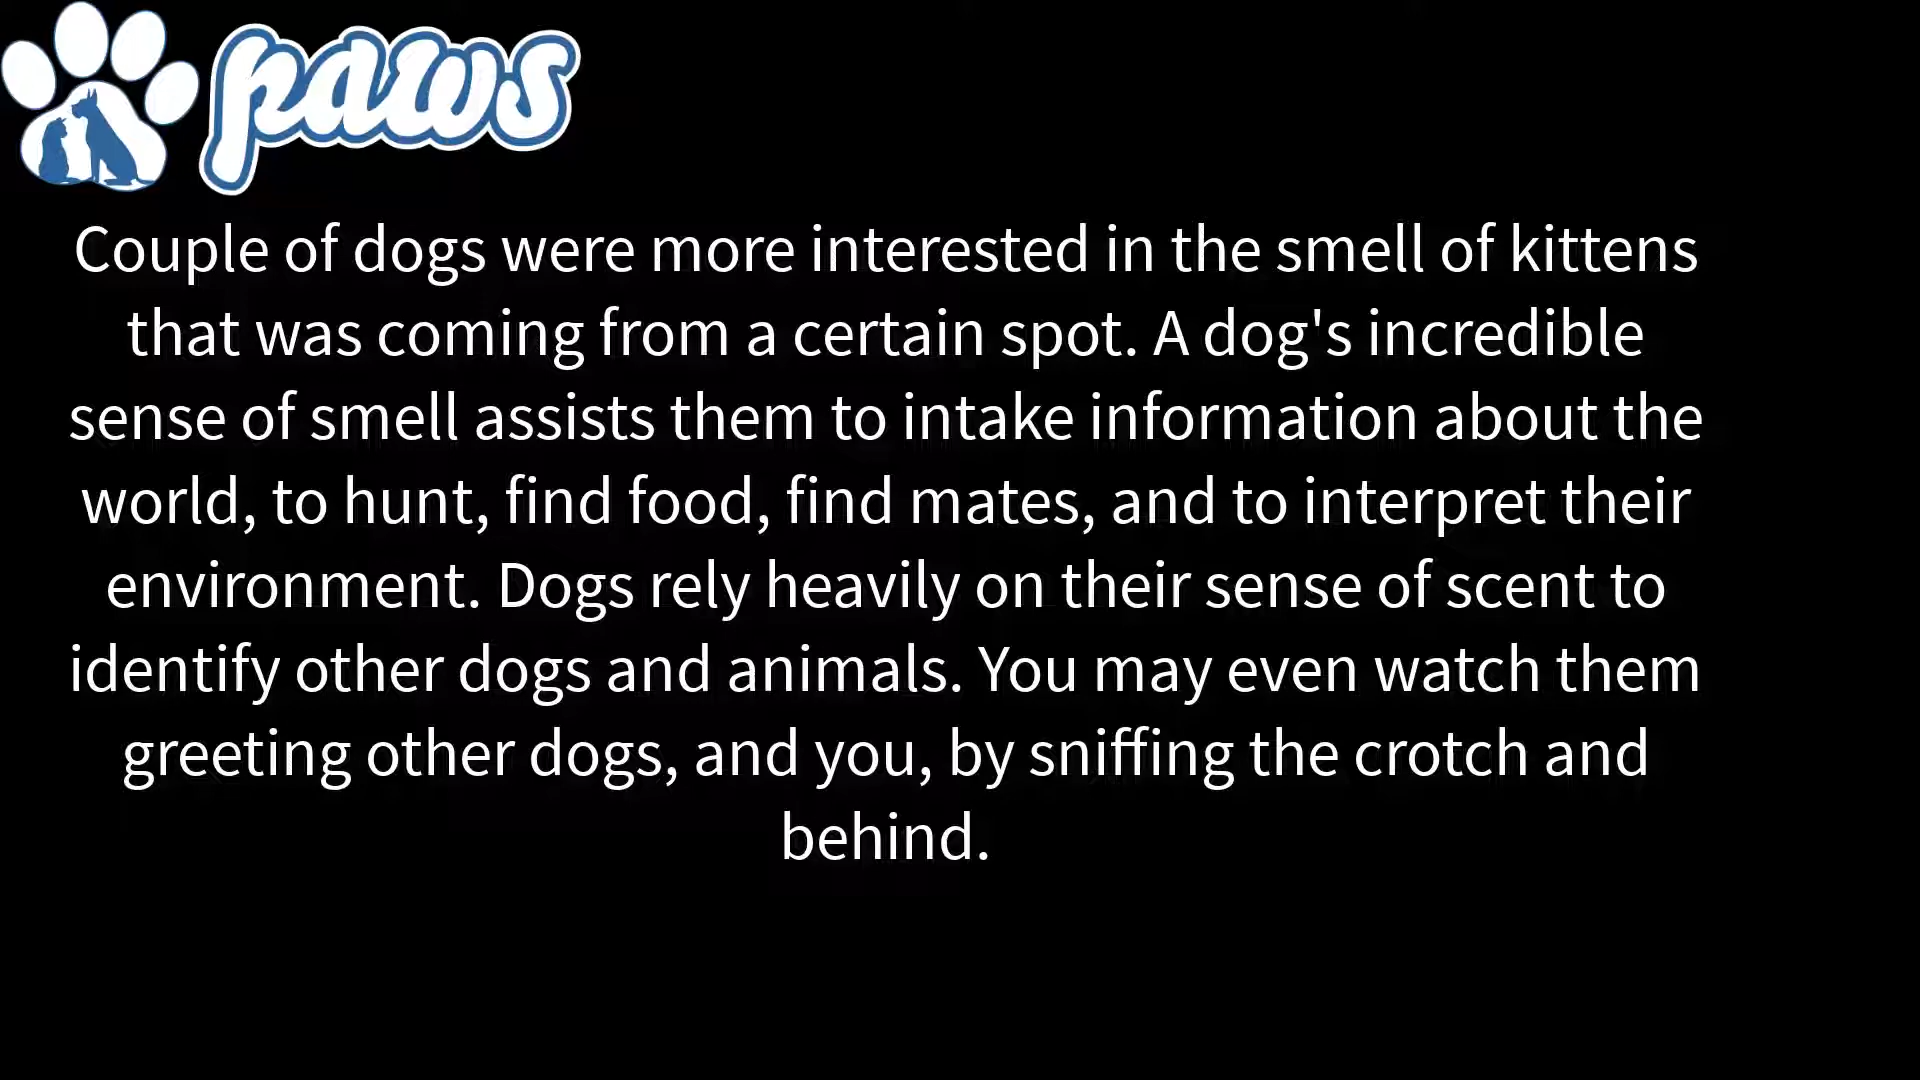 paws
Couple of dogs were more interested in the smell of kittens
that was coming from a certain spot. A dog's incredible
sense of smell assists them to intake information about the
world, to hunt, find food, find mates, and to interpret their
environment. Dogs rely heavily on their sense of scent to
identify other dogs and animals. You may even watch them
greeting other dogs, and you, by sniffing the crotch and
behind.